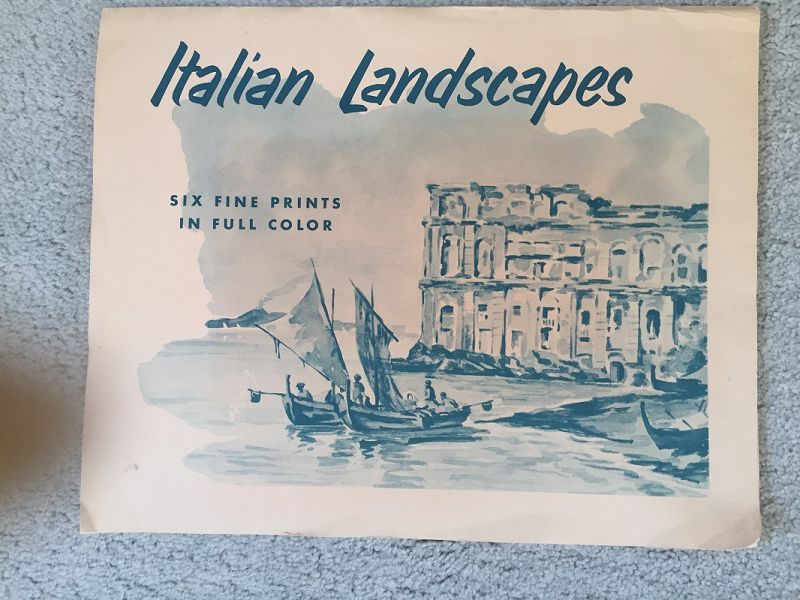 Italian Landscapes
SIX FINE PRINTS
IN FULL COLOR